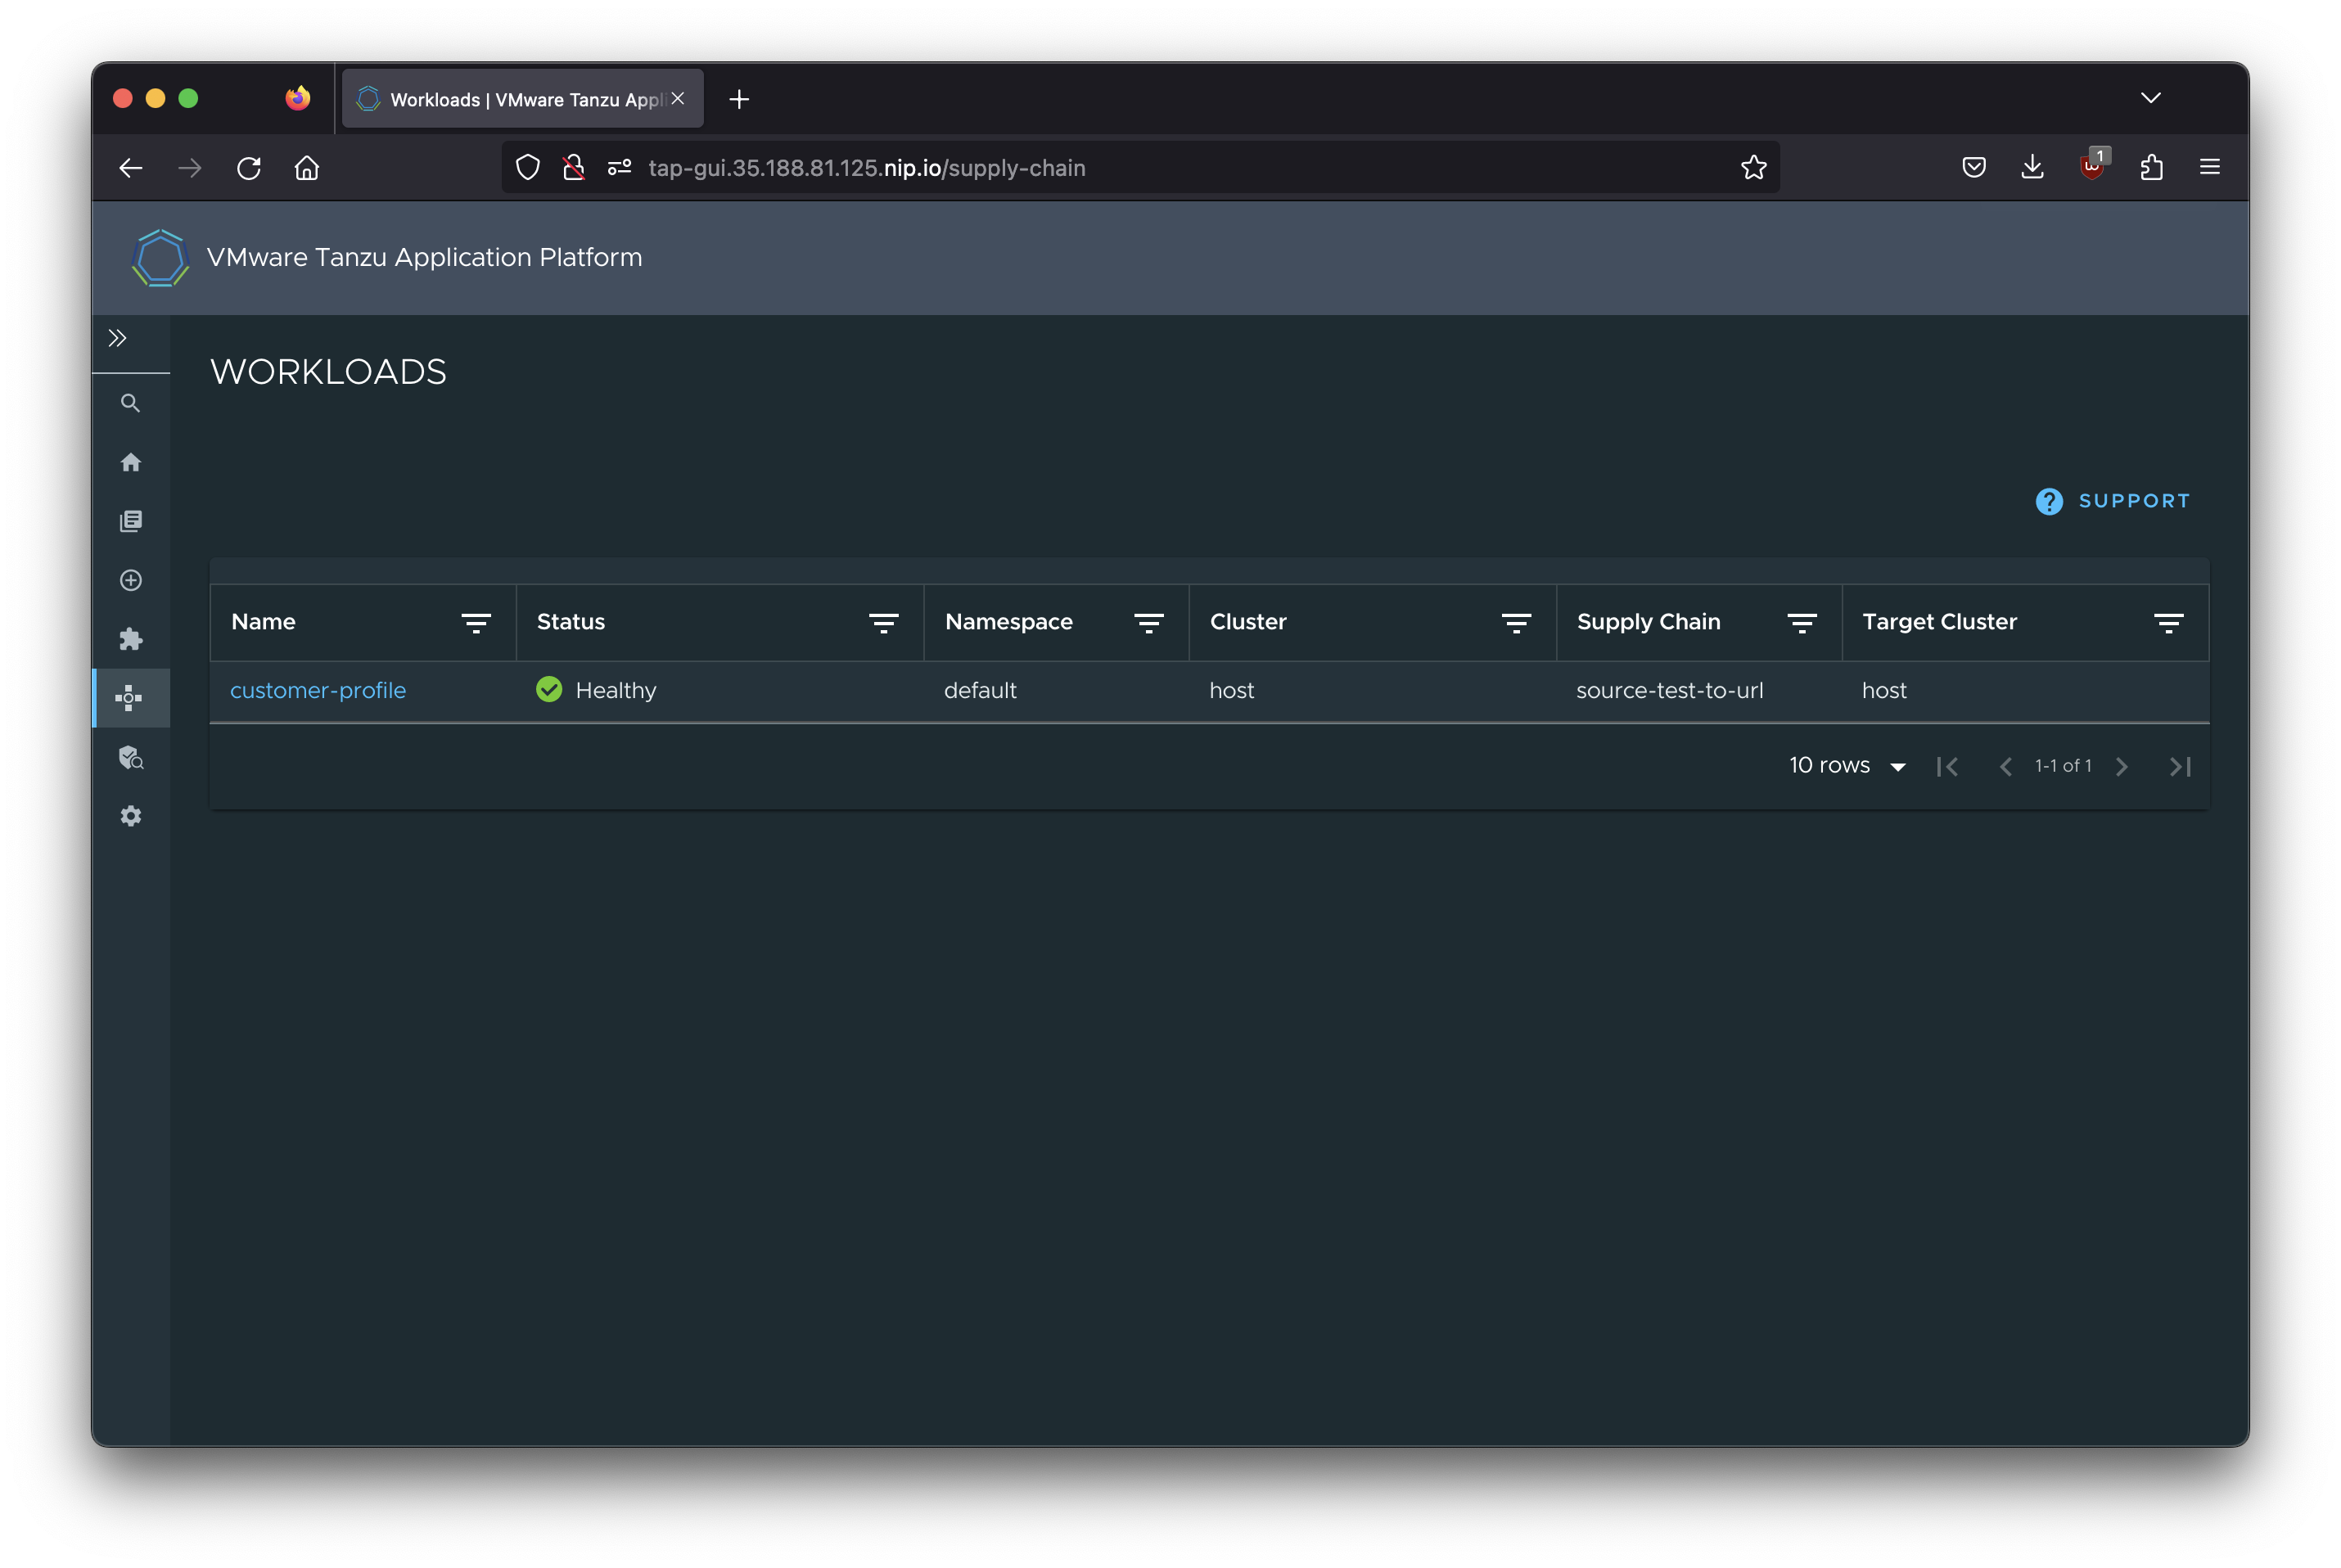 Workloads | VMware Tanzu Appl
tap-gui.35.188.81.125.nip.io/supply-chain
1
VMware Tanzu Application Platform
WORKLOADS
SUPPORT
Name Status Namespace Cluster Supply Chain Target Cluster
customer-profile Healthy default host source-test-to-url host
10 rows 1-1 of 1